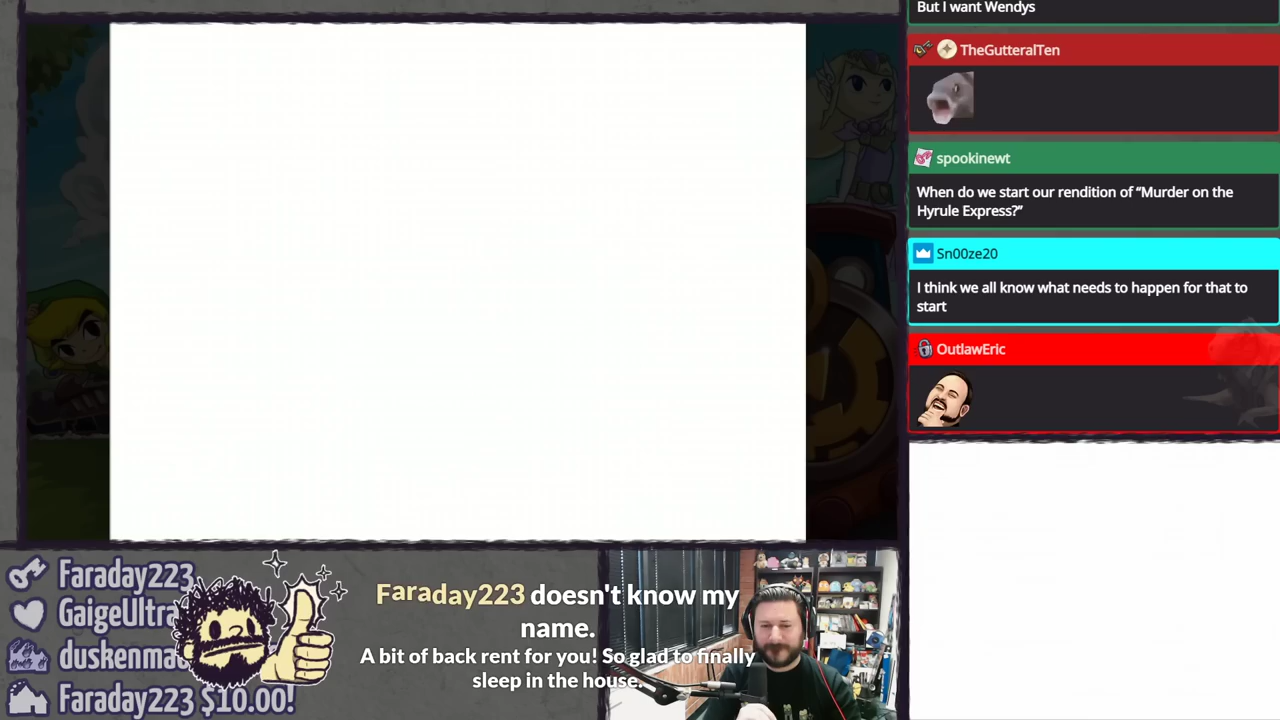 But I want Wendys
TheGutteralTen
spookinewt
When do we start our rendition of “Murder on the
Hyrule Express?”
Sn00ze20
I think we all know what needs to happen for that to
start
OutlawEric
Faraday223
GaigeUltra
duskenma
Faraday223 $10.00!
Faraday223 doesn't know my
name.
A bit of back rent for you! So glad to finally
sleep in the house.